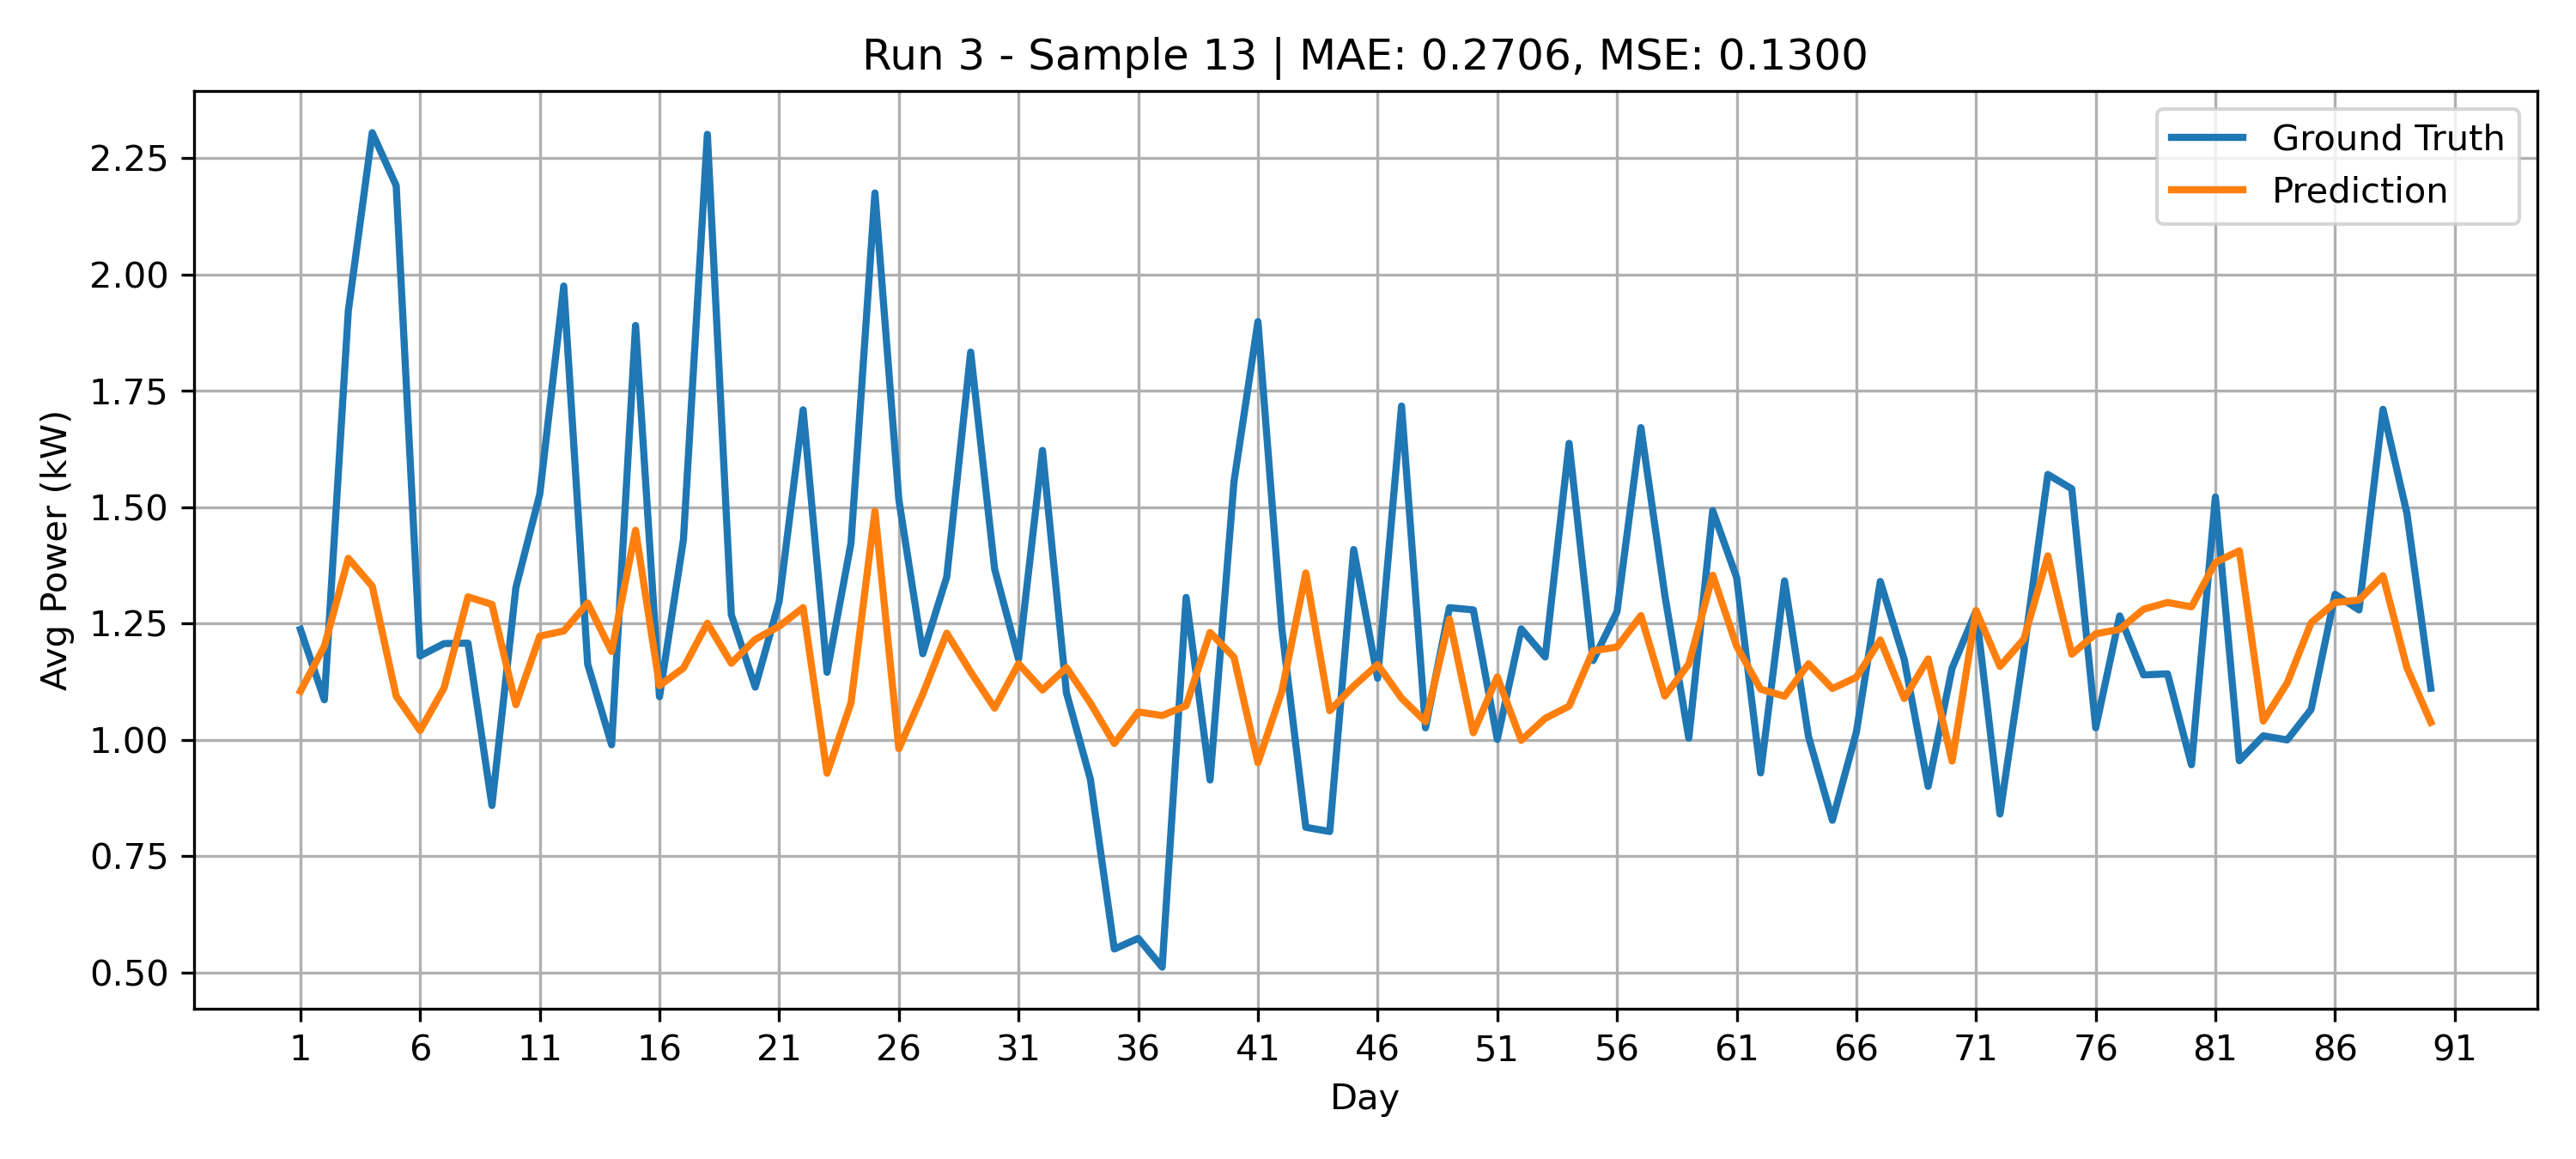 Run 3 - Sample 13 | MAE: 0.2706, MSE: 0.1300
Ground Truth
Prediction
Avg Power (kW)
2.25
2.00
1.75
1.50
1.25
1.00
0.75
0.50
1 6 11 16 21 26 31 36 41 46 51 56 61 66 71 76 81 86 91
Day